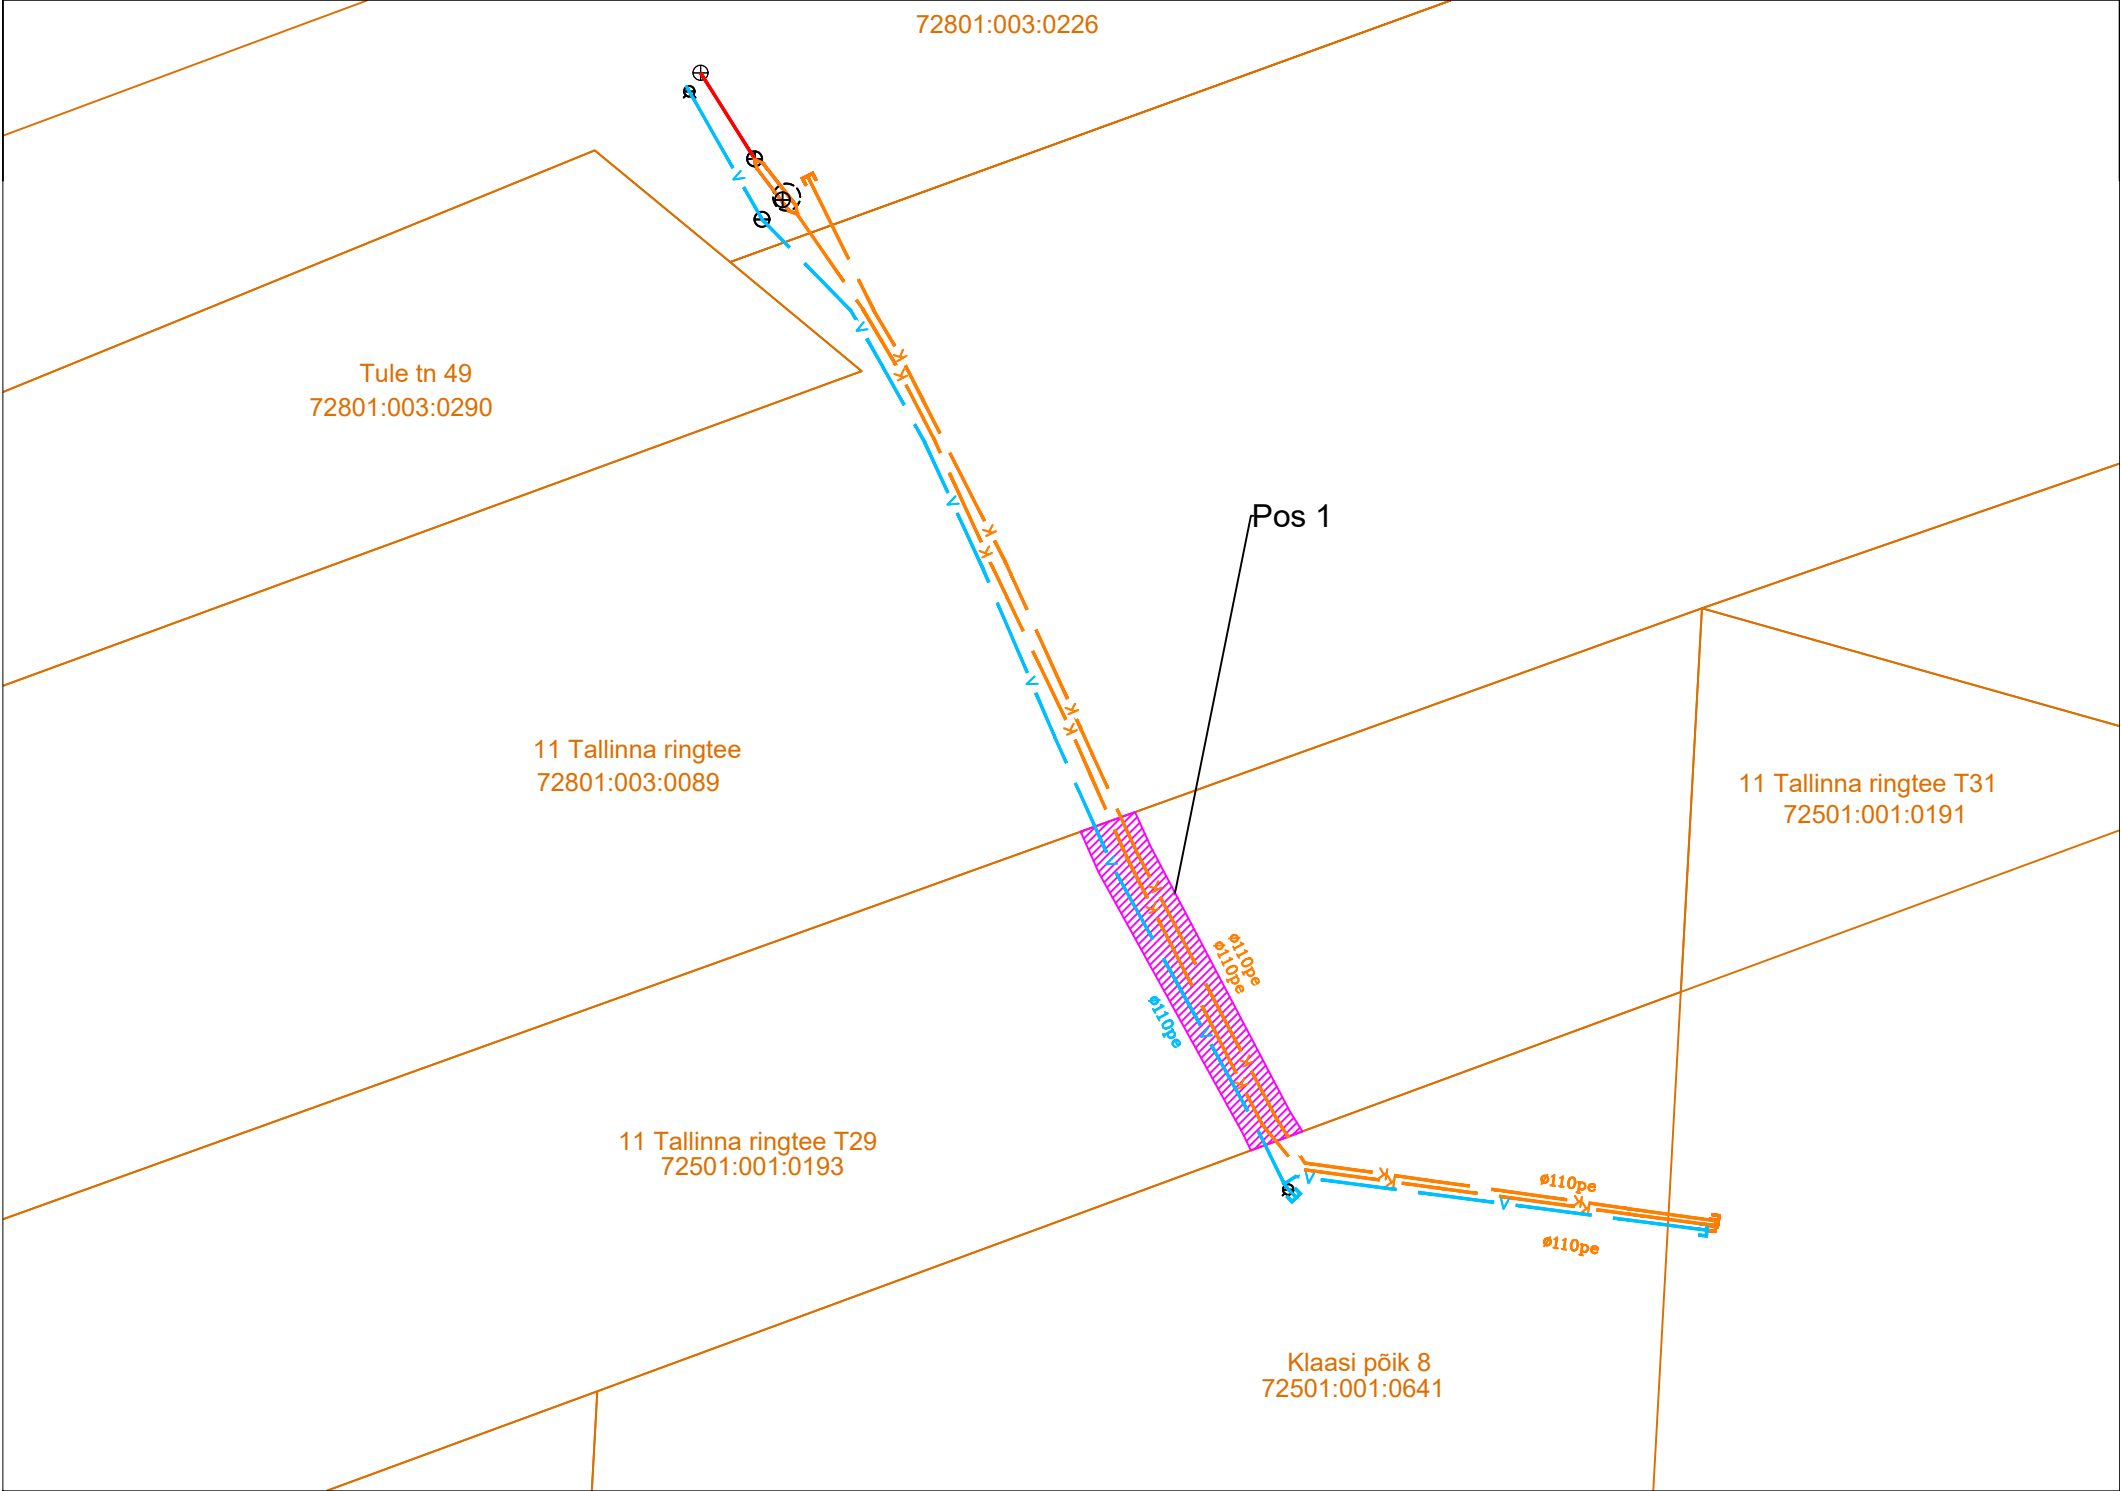 72801:003:0226
V
Tule tn 49
72801:003:0290
V
K
K
Pos 1
V
K
K
V
K
K
11 Tallinna ringtee
72801:003:0089
11 Tallinna ringtee T31
72501:001:0191
V
K
K
ø110pe
ø110pe
ø110pe
V
K
K
11 Tallinna ringtee T29
72501:001:0193
V
K
K
ø110pe
V
K
K
ø110pe
Klaasi põik 8
72501:001:0641